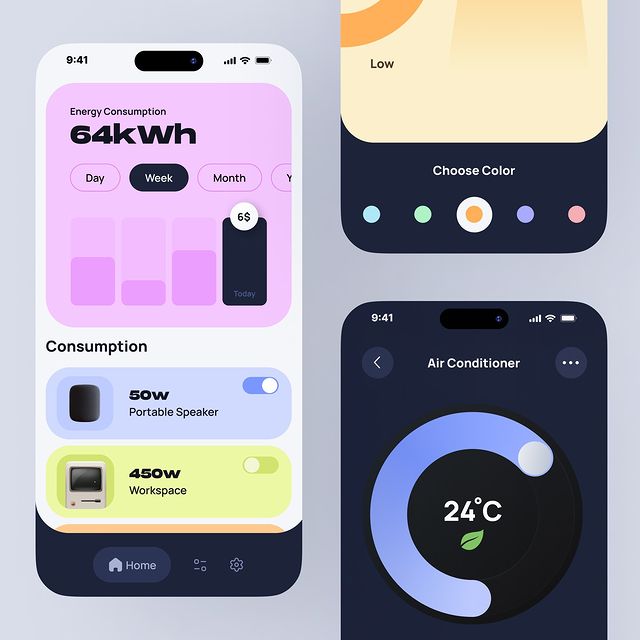 9:41
Energy Consumption
64kWh
Day
Week
Month
Y
6$
Today
Consumption
50w
Portable Speaker
450w
Workspace
Home
Low
Choose Color
9:41
Air Conditioner
24°C